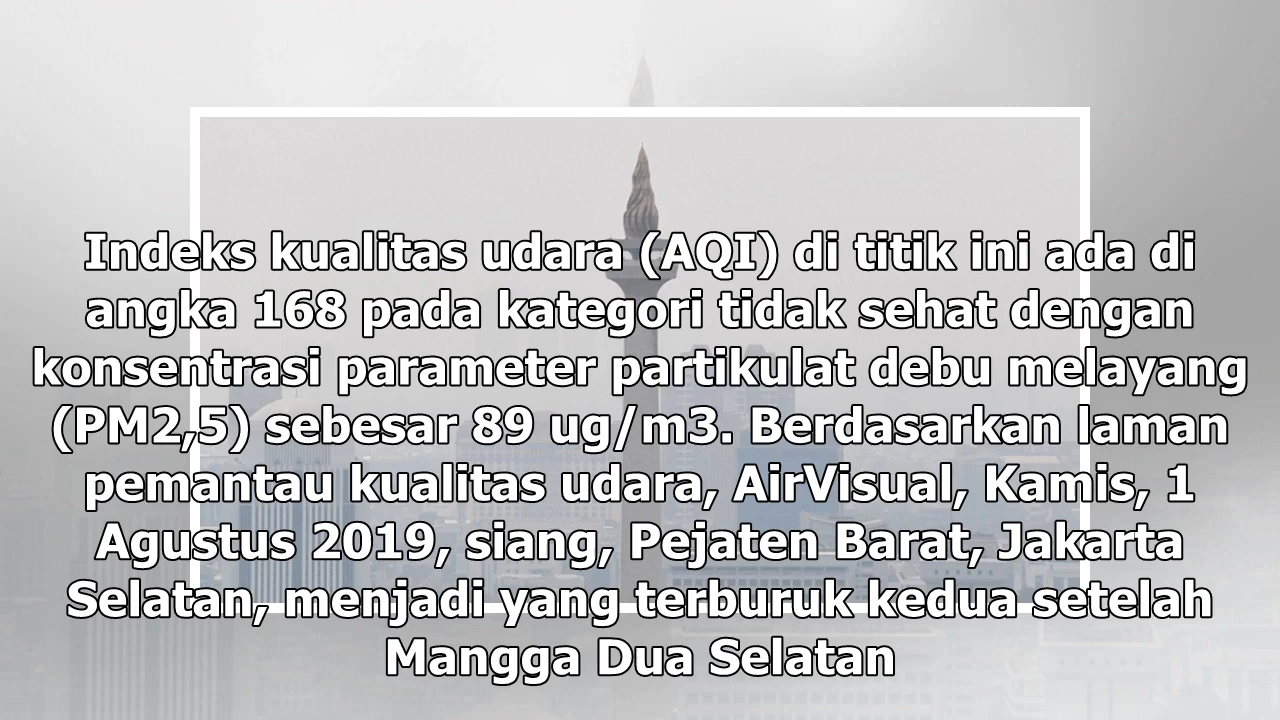 Indeks kualitas udara (AQI) di titik ini ada di
angka 168 pada kategori tidak sehat dengan
konsentrasi parameter partikulat debu melayang
(PM2,5) sebesar 89 ug/m3. Berdasarkan laman
pemantau kualitas udara, AirVisual, Kamis, 1
Agustus 2019, siang, Pejaten Barat, Jakarta
Selatan, menjadi yang terburuk kedua setelah
Mangga Dua Selatan